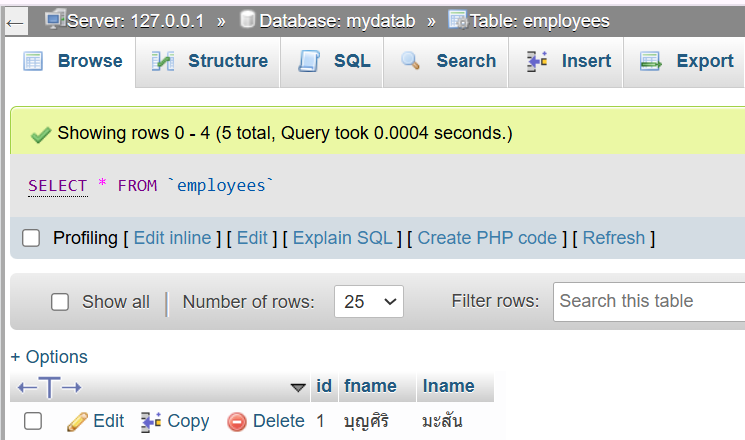 Server: 127.0.0.1 » Database: mydatab » Table: employees
Browse Structure SQL Search Insert Export
Showing rows 0 - 4 (5 total, Query took 0.0004 seconds.)
SELECT * FROM `employees`
Profiling [ Edit inline ] [ Edit ] [ Explain SQL ] [ Create PHP code ] [ Refresh ]
Show all | Number of rows: 25 Filter rows: Search this table
+ Options
←T→ id fname lname
Edit Copy Delete 1 บุญศิริ มะสัน